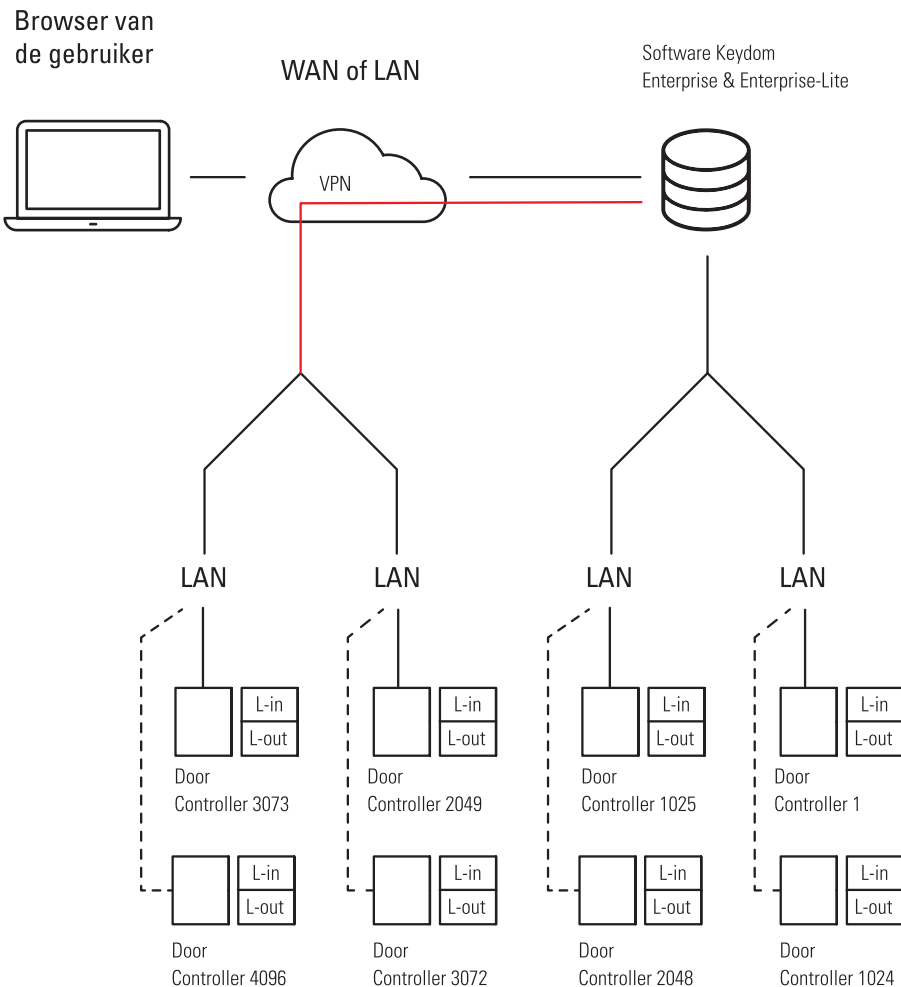 Browser van
de gebruiker
WAN of LAN
Software Keydom
Enterprise & Enterprise-Lite
VPN
LAN
LAN
LAN
LAN
L-in
L-out
L-in
L-out
L-in
L-out
L-in
L-out
Door
Controller 3073
Door
Controller 2049
Door
Controller 1025
Door
Controller 1
L-in
L-out
L-in
L-out
L-in
L-out
L-in
L-out
Door
Controller 4096
Door
Controller 3072
Door
Controller 2048
Door
Controller 1024